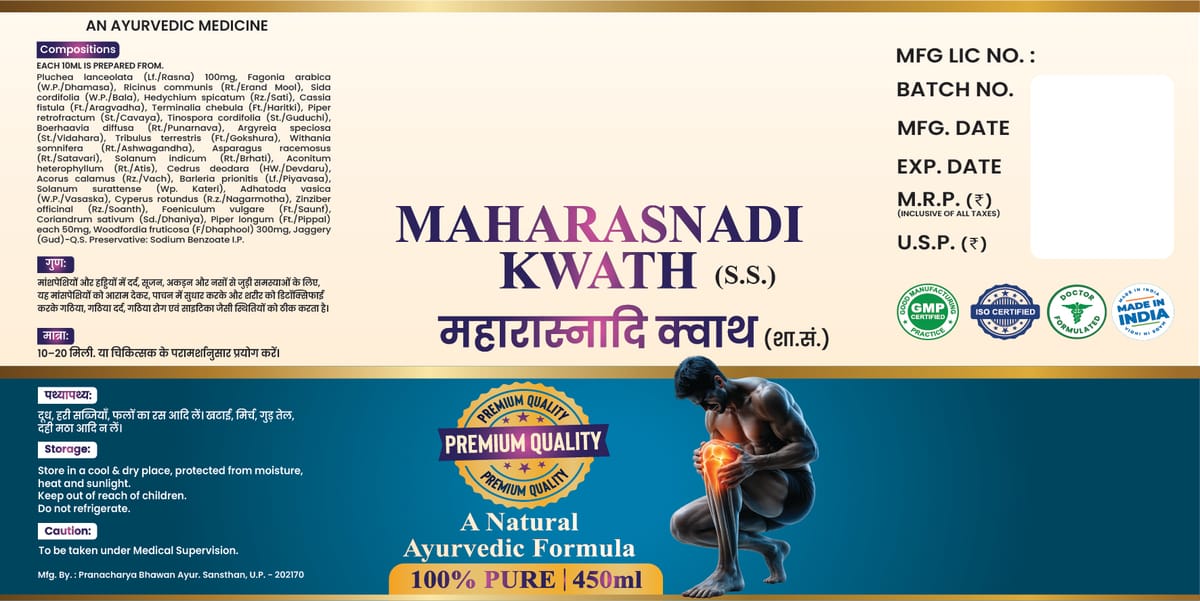 AN AYURVEDIC MEDICINE
Compositions
EACH 10ML IS PREPARED FROM.
Pluchea lanceolata (Lf./Rasna) 100mg, Fagonia arabica
(W.P./Dhamasa), Ricinus communis (Rt./Erand Mool), Sida
cordifolia (W.P./Bala), Hedychium spicatum (Rz./Sati), Cassia
fistula (Ft./Aragvadha), Terminalia chebula (Ft./Haritki), Piper
retrofractum (St./Cavaya), Tinospora cordifolia (St./Guduchi),
Boerhaavia diffusa (Rt./Punarnava), Argyreia speciosa
(St./Vidahara), Tribulus terrestris (Ft./Gokshura), Withania
somnifera (Rt./Ashwagandha), Asparagus racemosus
(Rt./Satavari), Solanum indicum (Rt./Brhati), Aconitum
heterophyllum (Rt./Atis), Cedrus deodara (HW./Devdaru),
Acorus calamus (Rz./Vach), Barleria prionitis (Lf./Piyavasa),
Solanum surattense (Wp. Kateri), Adhatoda vasica
(W.P./Vasaska), Cyperus rotundus (R.z./Nagarmotha), Zinziber
officinal (Rz./Soanth), Foeniculum vulgare (Ft./Saunf),
Coriandrum sativum (Sd./Dhaniya), Piper longum (Ft./Pippal)
each 50mg, Woodfordia fruticosa (F/Dhaphool) 300mg, Jaggery
(Gud)-Q.S. Preservative: Sodium Benzoate I.P.
गुण:
मांशपेशियों और हड्डियों में दर्द, सूजन, अकड़न और नसों से जुड़ी समस्याओं के लिए,
यह मांसपेशियों को आराम देकर, पाचन में सुधार करके और शरीर को डिटॉक्सिफाई
करके गठिया, गठिया दर्द, गठिया रोग एवं साइटिका जैसी स्थितियों को ठीक करता है।
मात्रा:
10-20 मिली. या चिकित्सक के परामर्शानुसार प्रयोग करें।
पथ्यापथ्य:
दूध, हरी सब्जियाँ, फलों का रस आदि लें। खटाई, मिर्च, गुड़ तेल,
दही मठा आदि न लें।
Storage:
Store in a cool & dry place, protected from moisture,
heat and sunlight.
Keep out of reach of children.
Do not refrigerate.
Caution:
To be taken under Medical Supervision.
Mfg. By. : Pranacharya Bhawan Ayur. Sansthan, U.P. - 202170
MAHARASNADI
KWATH (S.S.)
महारास्नादि क्वाथ (शा.सं.)
PREMIUM QUALITY
PREMIUM QUALITY
PREMIUM QUALITY
A Natural
Ayurvedic Formula
100% PURE | 450ml
MFG LIC NO. :
BATCH NO.
MFG. DATE
EXP. DATE
M.R.P. (₹)
(INCLUSIVE OF ALL TAXES)
U.S.P. (₹)
GOOD MANUFACTURING
GMP
CERTIFIED
PRACTICE
ISO CERTIFIED
DOCTOR
FORMULATED
MADE IN INDIA
MADE IN
INDIA